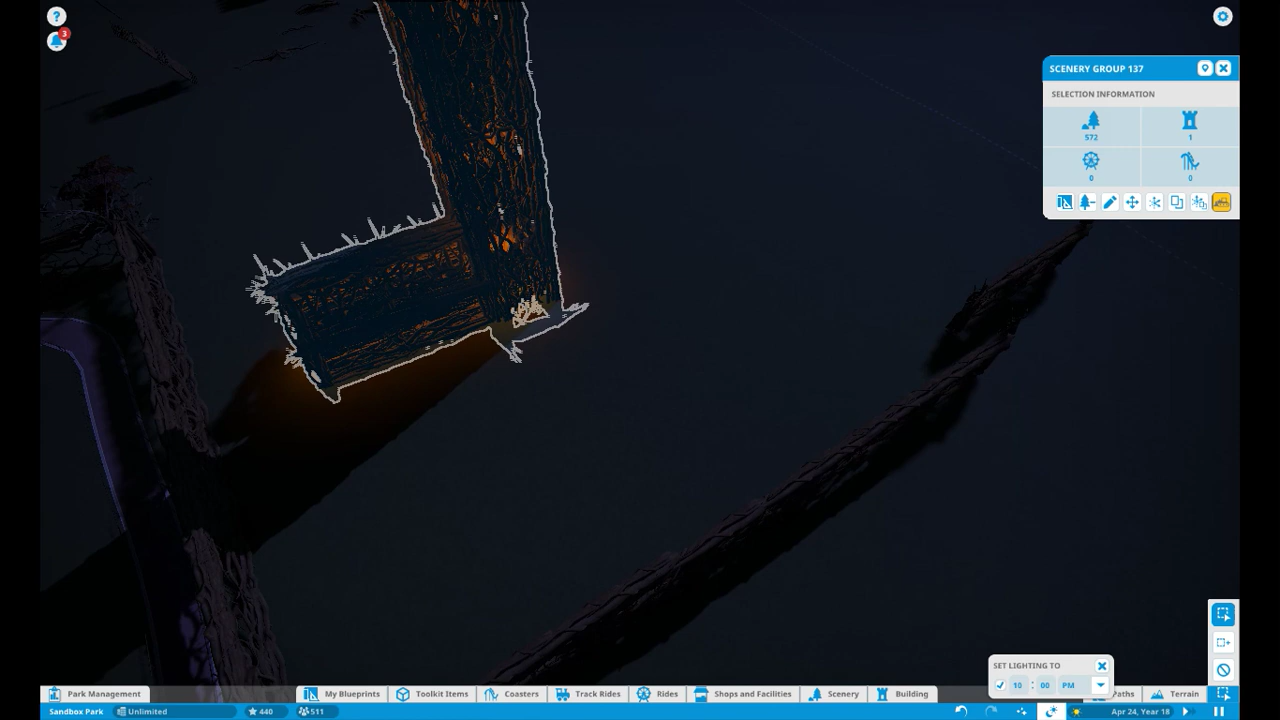 ?
3
SCENERY GROUP 137
SELECTION INFORMATION
572
1
0
0
SET LIGHTING TO
10 : 00 PM
Park Management
My Blueprints
Toolkit Items
Coasters
Track Rides
Rides
Shops and Facilities
Scenery
Building
Paths
Terrain
Sandbox Park
Unlimited
440
511
Apr 24, Year 18